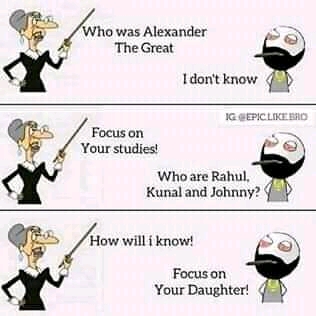 Who was Alexander
The Great
I don't know
IG: @EPIC.LIKE.BRO
Focus on
Your studies!
Who are Rahul,
Kunal and Johnny?
How will i know!
Focus on
Your Daughter!